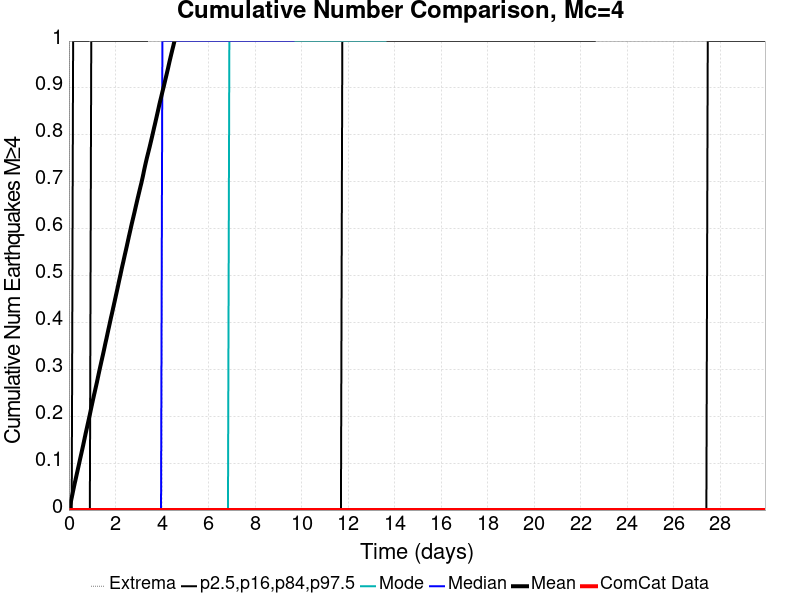 Cumulative Number Comparison, Mc=4
Cumulative Num Earthquakes M≥4
1
0.9
0.8
0.7
0.6
0.5
0.4
0.3
0.2
0.1
0
0 2 4 6 8 10 12 14 16 18 20 22 24 26 28
Time (days)
Extrema p2.5,p16,p84,p97.5 Mode Median Mean ComCat Data